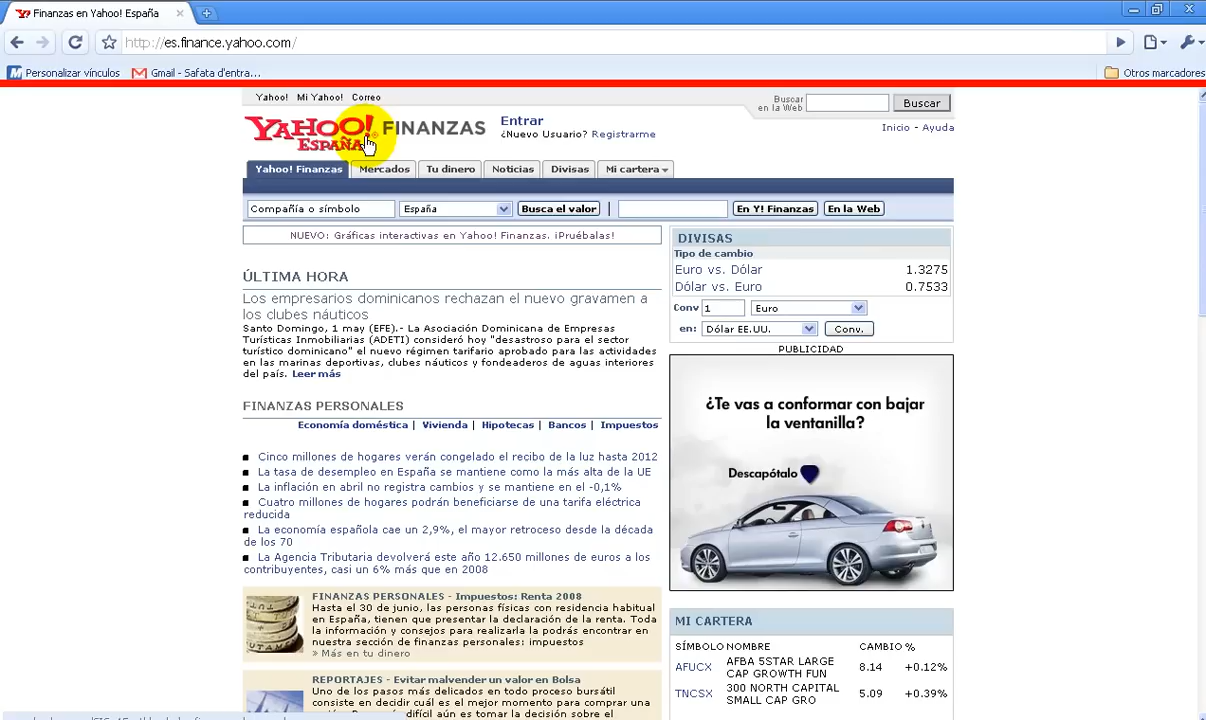 Finanzas en Yahoo! España
http://es.finance.yahoo.com/
Personalizar vínculos
Gmail - Safata d'entra...
Otros marcadores
Yahoo! Mi Yahoo! Correo
YAHOO! ESPAÑA FINANZAS
Entrar
¿Nuevo Usuario? Registrarme
Buscar en la Web
Buscar
Inicio - Ayuda
Yahoo! Finanzas Mercados Tu dinero Noticias Divisas Mi cartera
Compañía o símbolo España Busca el valor | En Y! Finanzas En la Web
NUEVO: Gráficas interactivas en Yahoo! Finanzas. ¡Pruébalas!
ÚLTIMA HORA
Los empresarios dominicanos rechazan el nuevo gravamen a
los clubes náuticos
Santo Domingo, 1 may (EFE).- La Asociación Dominicana de Empresas
Turísticas Inmobiliarias (ADETI) consideró hoy "desastroso para el sector
turístico dominicano" el nuevo régimen tarifario aprobado para las actividades
en las marinas deportivas, clubes náuticos y fondeaderos de aguas interiores
del país. Leer más
FINANZAS PERSONALES
Economía doméstica | Vivienda | Hipotecas | Bancos | Impuestos
Cinco millones de hogares verán congelado el recibo de la luz hasta 2012
La tasa de desempleo en España se mantiene como la más alta de la UE
La inflación en abril no registra cambios y se mantiene en el -0,1%
Cuatro millones de hogares podrán beneficiarse de una tarifa eléctrica
reducida
La economía española cae un 2,9%, el mayor retroceso desde la década
de los 70
La Agencia Tributaria devolverá este año 12.650 millones de euros a los
contribuyentes, casi un 6% más que en 2008
FINANZAS PERSONALES - Impuestos: Renta 2008
Hasta el 30 de junio, las personas físicas con residencia habitual
en España, tienen que presentar la declaración de la renta. Toda
la información y consejos para realizarla la podrás encontrar en
nuestra sección de finanzas personales: impuestos
» Más en tu dinero
REPORTAJES - Evitar malvender un valor en Bolsa
Uno de los pasos más delicados en todo proceso bursátil
consiste en decidir cuál es el mejor momento para comprar una
DIVISAS
Tipo de cambio
Euro vs. Dólar 1.3275
Dólar vs. Euro 0.7533
Conv 1 Euro
en: Dólar EE.UU. Conv.
PUBLICIDAD
¿Te vas a conformar con bajar
la ventanilla?
Descapótalo
MI CARTERA
SÍMBOLO NOMBRE CAMBIO %
AFUCX AFBA 5STAR LARGE CAP GROWTH FUN 8.14 +0.12%
TNCSX 300 NORTH CAPITAL SMALL CAP GRO 5.09 +0.39%